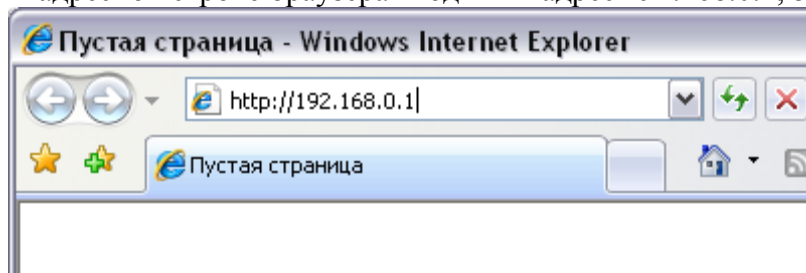 Пустая страница - Windows Internet Explorer
http://192.168.0.1
Пустая страница